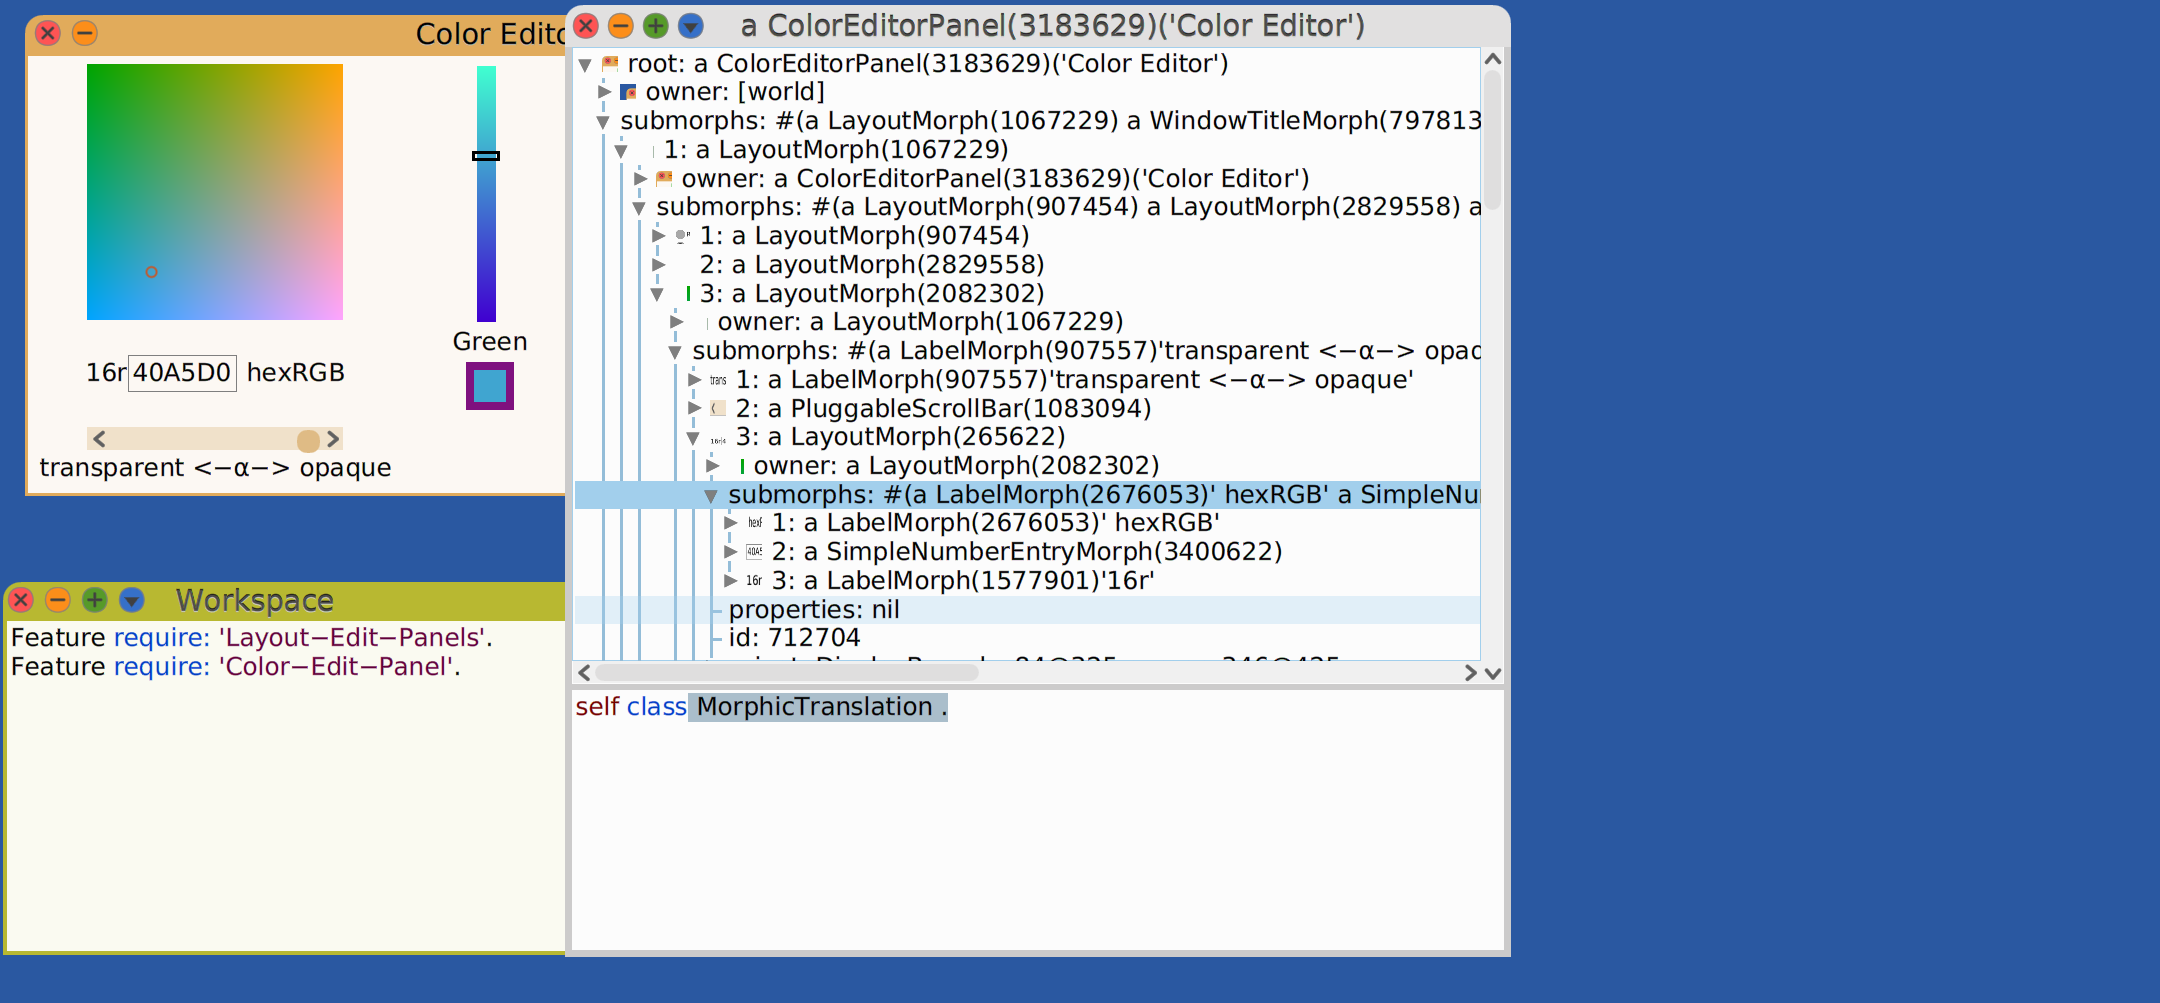 Color Edito
16r 40A5D0 hexRGB
Green
transparent <−α−> opaque
Workspace
Feature require: 'Layout−Edit−Panels'.
Feature require: 'Color−Edit−Panel'.
a ColorEditorPanel(3183629)('Color Editor')
root: a ColorEditorPanel(3183629)('Color Editor')
owner: [world]
submorphs: #(a LayoutMorph(1067229) a WindowTitleMorph(797813
1: a LayoutMorph(1067229)
owner: a ColorEditorPanel(3183629)('Color Editor')
submorphs: #(a LayoutMorph(907454) a LayoutMorph(2829558) a
1: a LayoutMorph(907454)
2: a LayoutMorph(2829558)
3: a LayoutMorph(2082302)
owner: a LayoutMorph(1067229)
submorphs: #(a LabelMorph(907557)'transparent <−α−> opaq
trans 1: a LabelMorph(907557)'transparent <−α−> opaque'
2: a PluggableScrollBar(1083094)
3: a LayoutMorph(265622)
owner: a LayoutMorph(2082302)
submorphs: #(a LabelMorph(2676053)' hexRGB' a SimpleNu
1: a LabelMorph(2676053)' hexRGB'
2: a SimpleNumberEntryMorph(3400622)
16r 3: a LabelMorph(1577901)'16r'
properties: nil
id: 712704
self class MorphicTranslation .